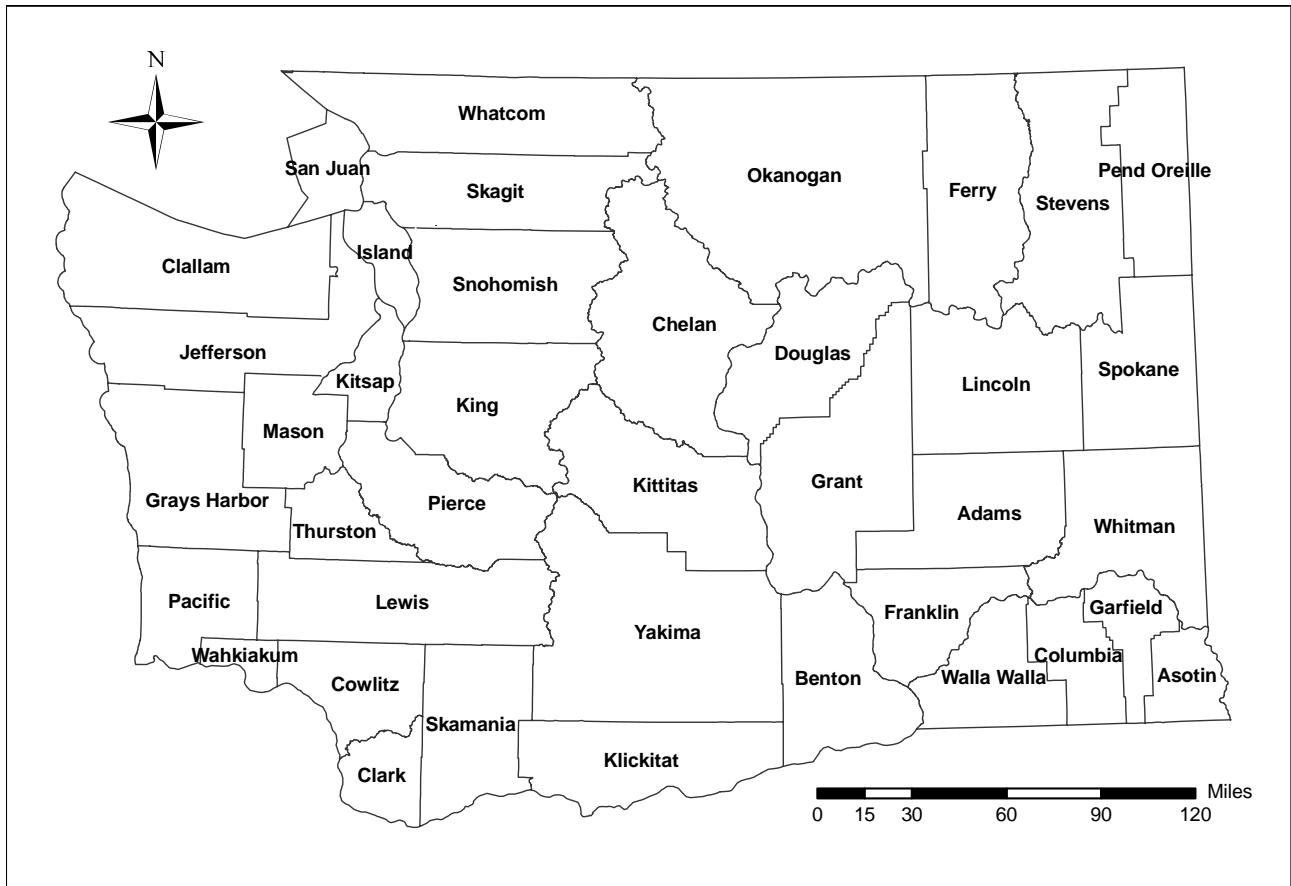 N
Whatcom
San Juan
Skagit
Okanogan
Ferry
Stevens
Pend Oreille
Clallam
Island
Snohomish
Chelan
Jefferson
Kitsap
King
Douglas
Lincoln
Spokane
Mason
Grays Harbor
Thurston
Pierce
Kittitas
Grant
Adams
Whitman
Pacific
Lewis
Yakima
Franklin
Garfield
Wahkiakum
Cowlitz
Skamania
Benton
Walla Walla
Columbia
Asotin
Clark
Klickitat
Miles
0 15 30 60 90 120